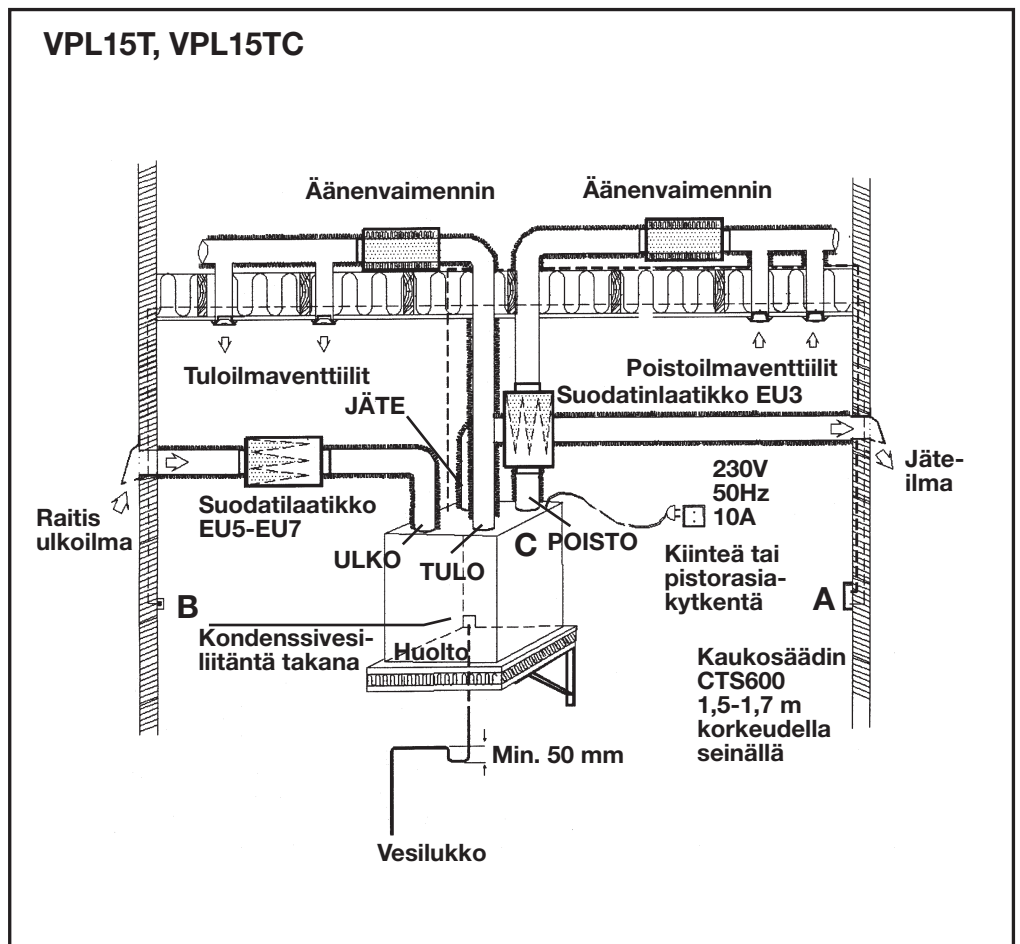 VPL15T, VPL15TC
Äänenvaimennin
Äänenvaimennin
Tuloilmaventtiilit
Poistoilmaventtiilit
JÄTE
Suodatinlaatikko EU3
Raitis
ulkoilma
Suodatilaatikko
EU5-EU7
230V
50Hz
10A
Jäte-
ilma
ULKO
TULO
C
POISTO
Kiinteä tai
pistorasia-
kytkentä
A
B
Kondenssivesi-
liitäntä takana
Huolto
Kaukosäädin
CTS600
1,5-1,7 m
korkeudella
seinällä
Min. 50 mm
Vesilukko